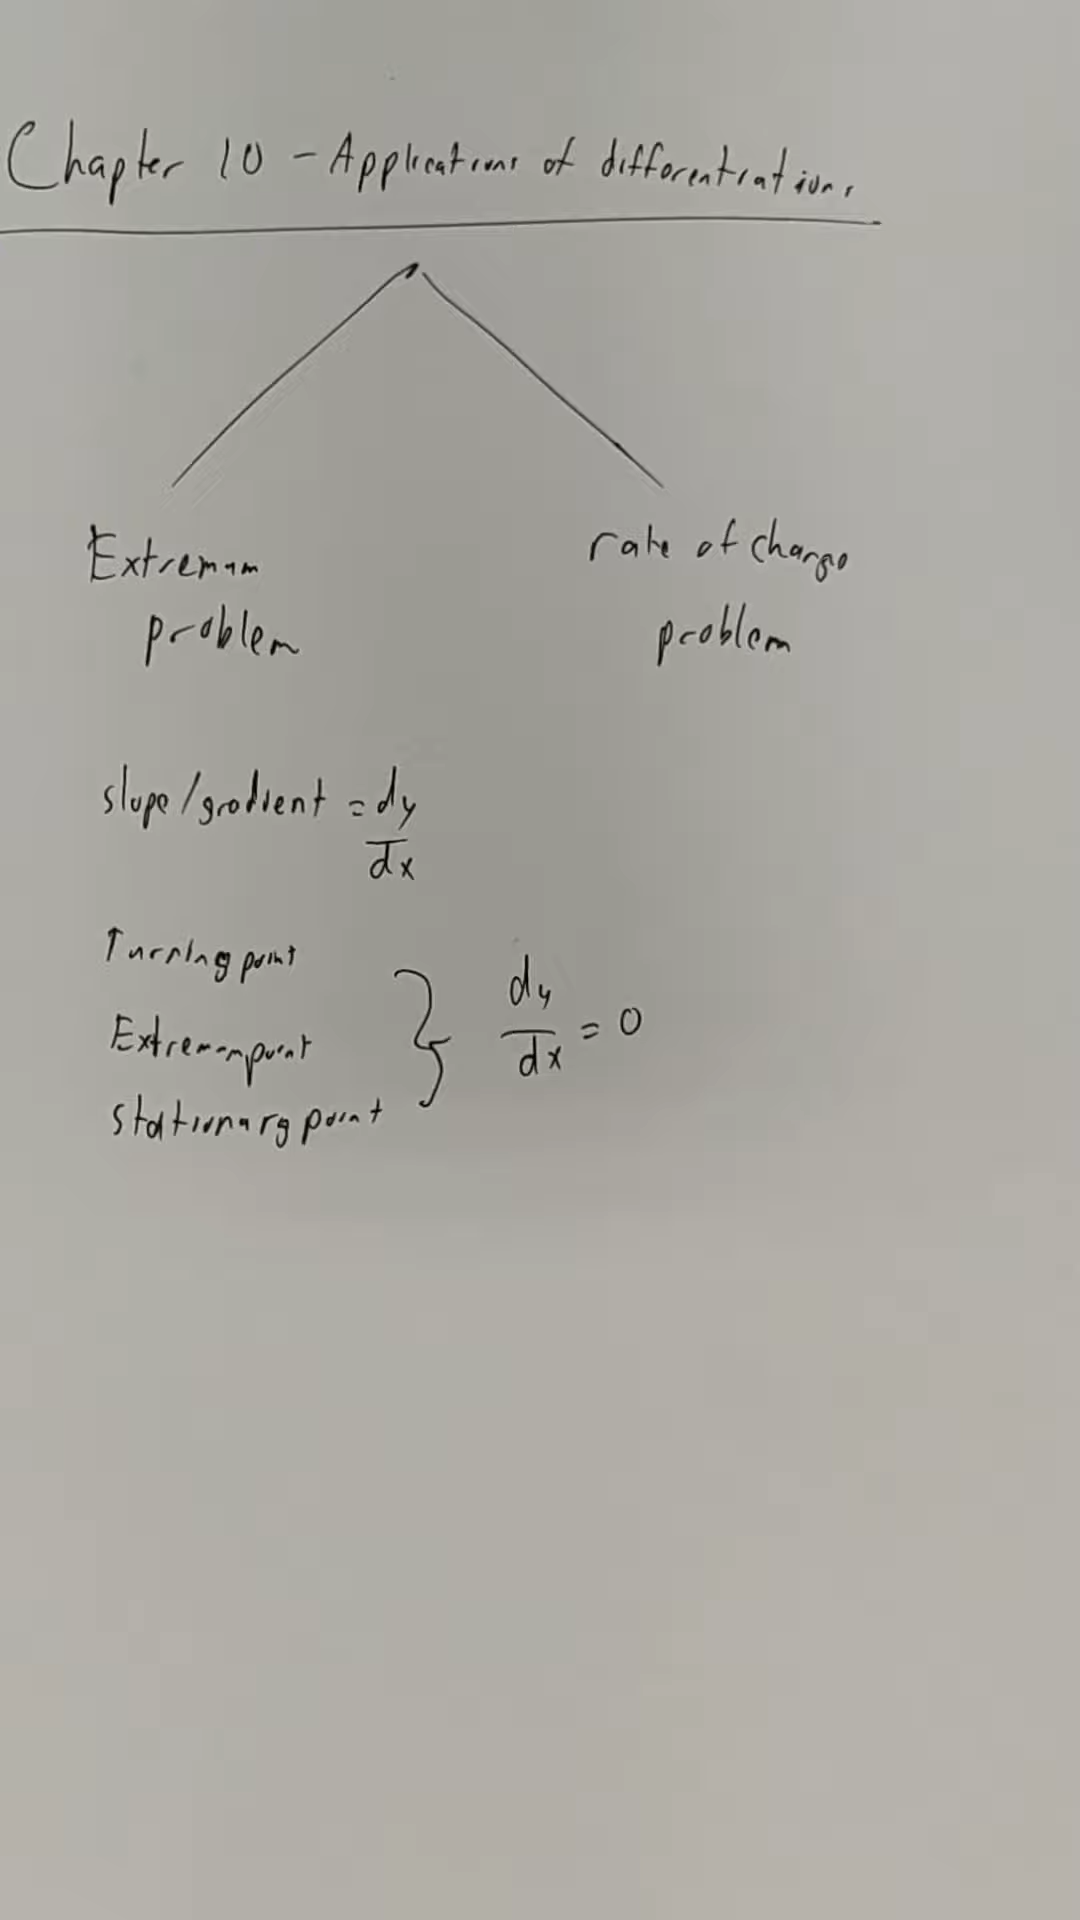 Chapter 10 - Applications of differentiations
Extremum rate of change
problem problem
slope/gradient = dy
dx
Turning point
Extremum point
stationary point
dy
dx = 0